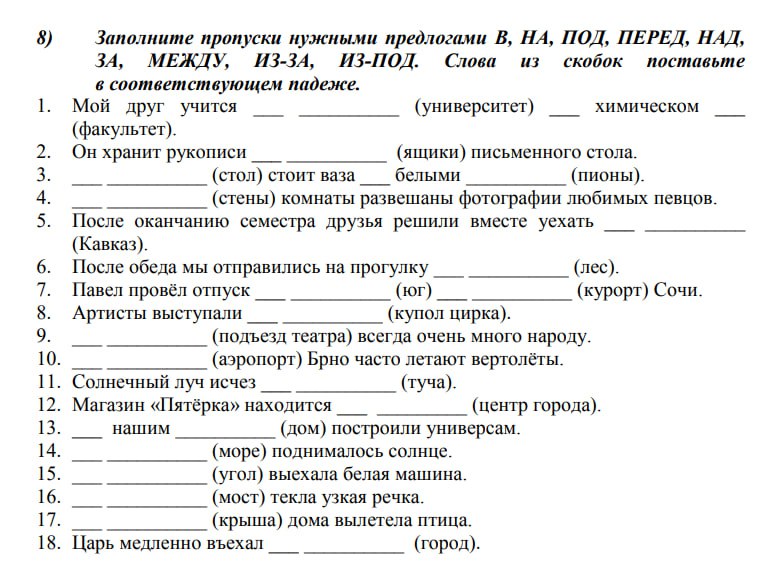 8) Заполните пропуски нужными предлогами В, НА, ПОД, ПЕРЕД, НАД,
ЗА, МЕЖДУ, ИЗ-ЗА, ИЗ-ПОД. Слова из скобок поставьте
в соответствующем падеже.
1. Мой друг учится ___ __________ (университет) ___ химическом ___
(факультет).
2. Он хранит рукописи ___ __________ (ящики) письменного стола.
3. ___ __________ (стол) стоит ваза ___ белыми __________ (пионы).
4. ___ __________ (стены) комнаты развешаны фотографии любимых певцов.
5. После оканчанию семестра друзья решили вместе уехать ___ __________
(Кавказ).
6. После обеда мы отправились на прогулку ___ __________ (лес).
7. Павел провёл отпуск ___ __________ (юг) ___ __________ (курорт) Сочи.
8. Артисты выступали ___ __________ (купол цирка).
9. ___ __________ (подъезд театра) всегда очень много народу.
10. ___ __________ (аэропорт) Брно часто летают вертолёты.
11. Солнечный луч исчез ___ __________ (туча).
12. Магазин «Пятёрка» находится ___ _________ (центр города).
13. ___ нашим __________ (дом) построили универсам.
14. ___ __________ (море) поднималось солнце.
15. ___ __________ (угол) выехала белая машина.
16. ___ __________ (мост) текла узкая речка.
17. ___ __________ (крыша) дома вылетела птица.
18. Царь медленно въехал ___ __________ (город).